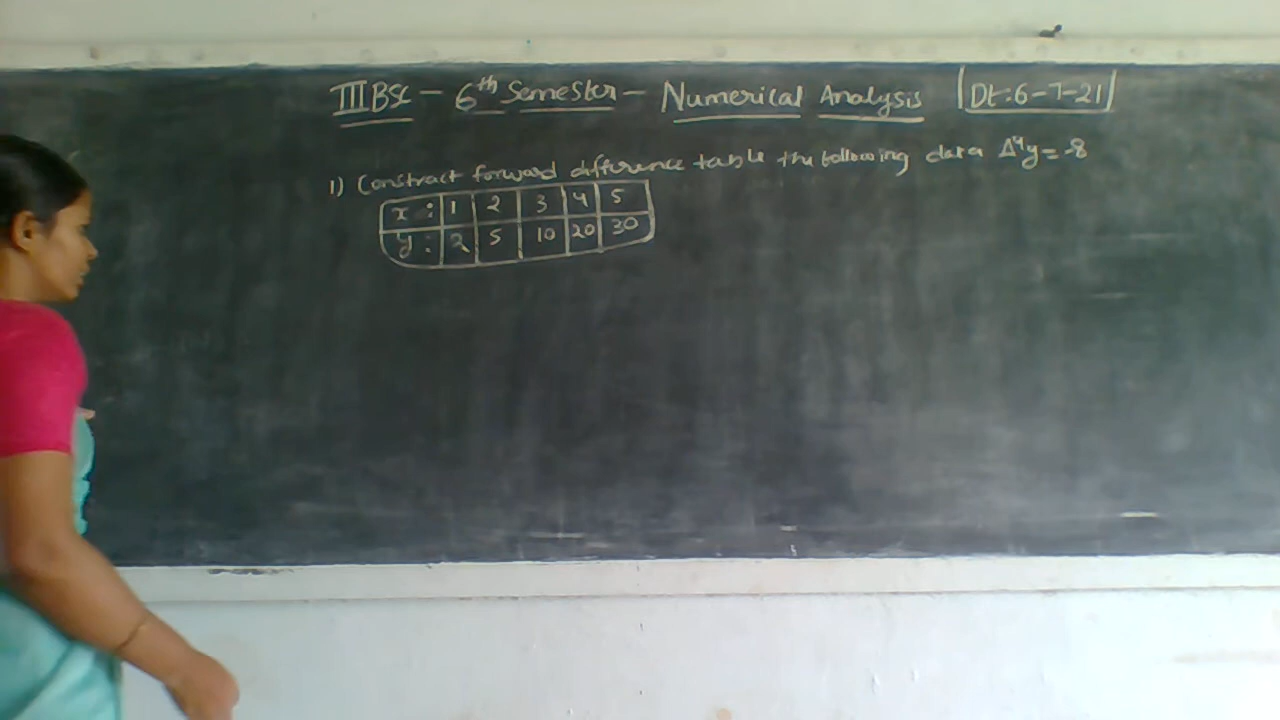 III BSC - 6th Semester - Numerical Analysis Dt:6-7-21
1) Constract forward difference table the following data Δ⁴y = -8
x : 1 2 3 4 5
y : 2 5 10 20 30